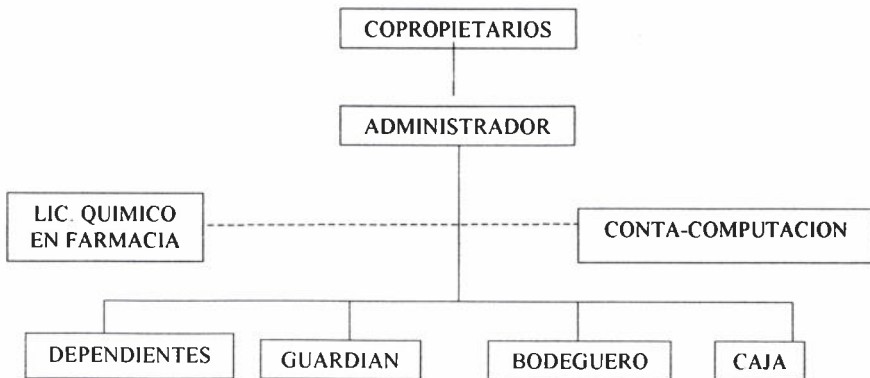 COPROPIETARIOS
ADMINISTRADOR
LIC. QUIMICO
EN FARMACIA
CONTA-COMPUTACION
DEPENDIENTES
GUARDIAN
BODEGUERO
CAJA